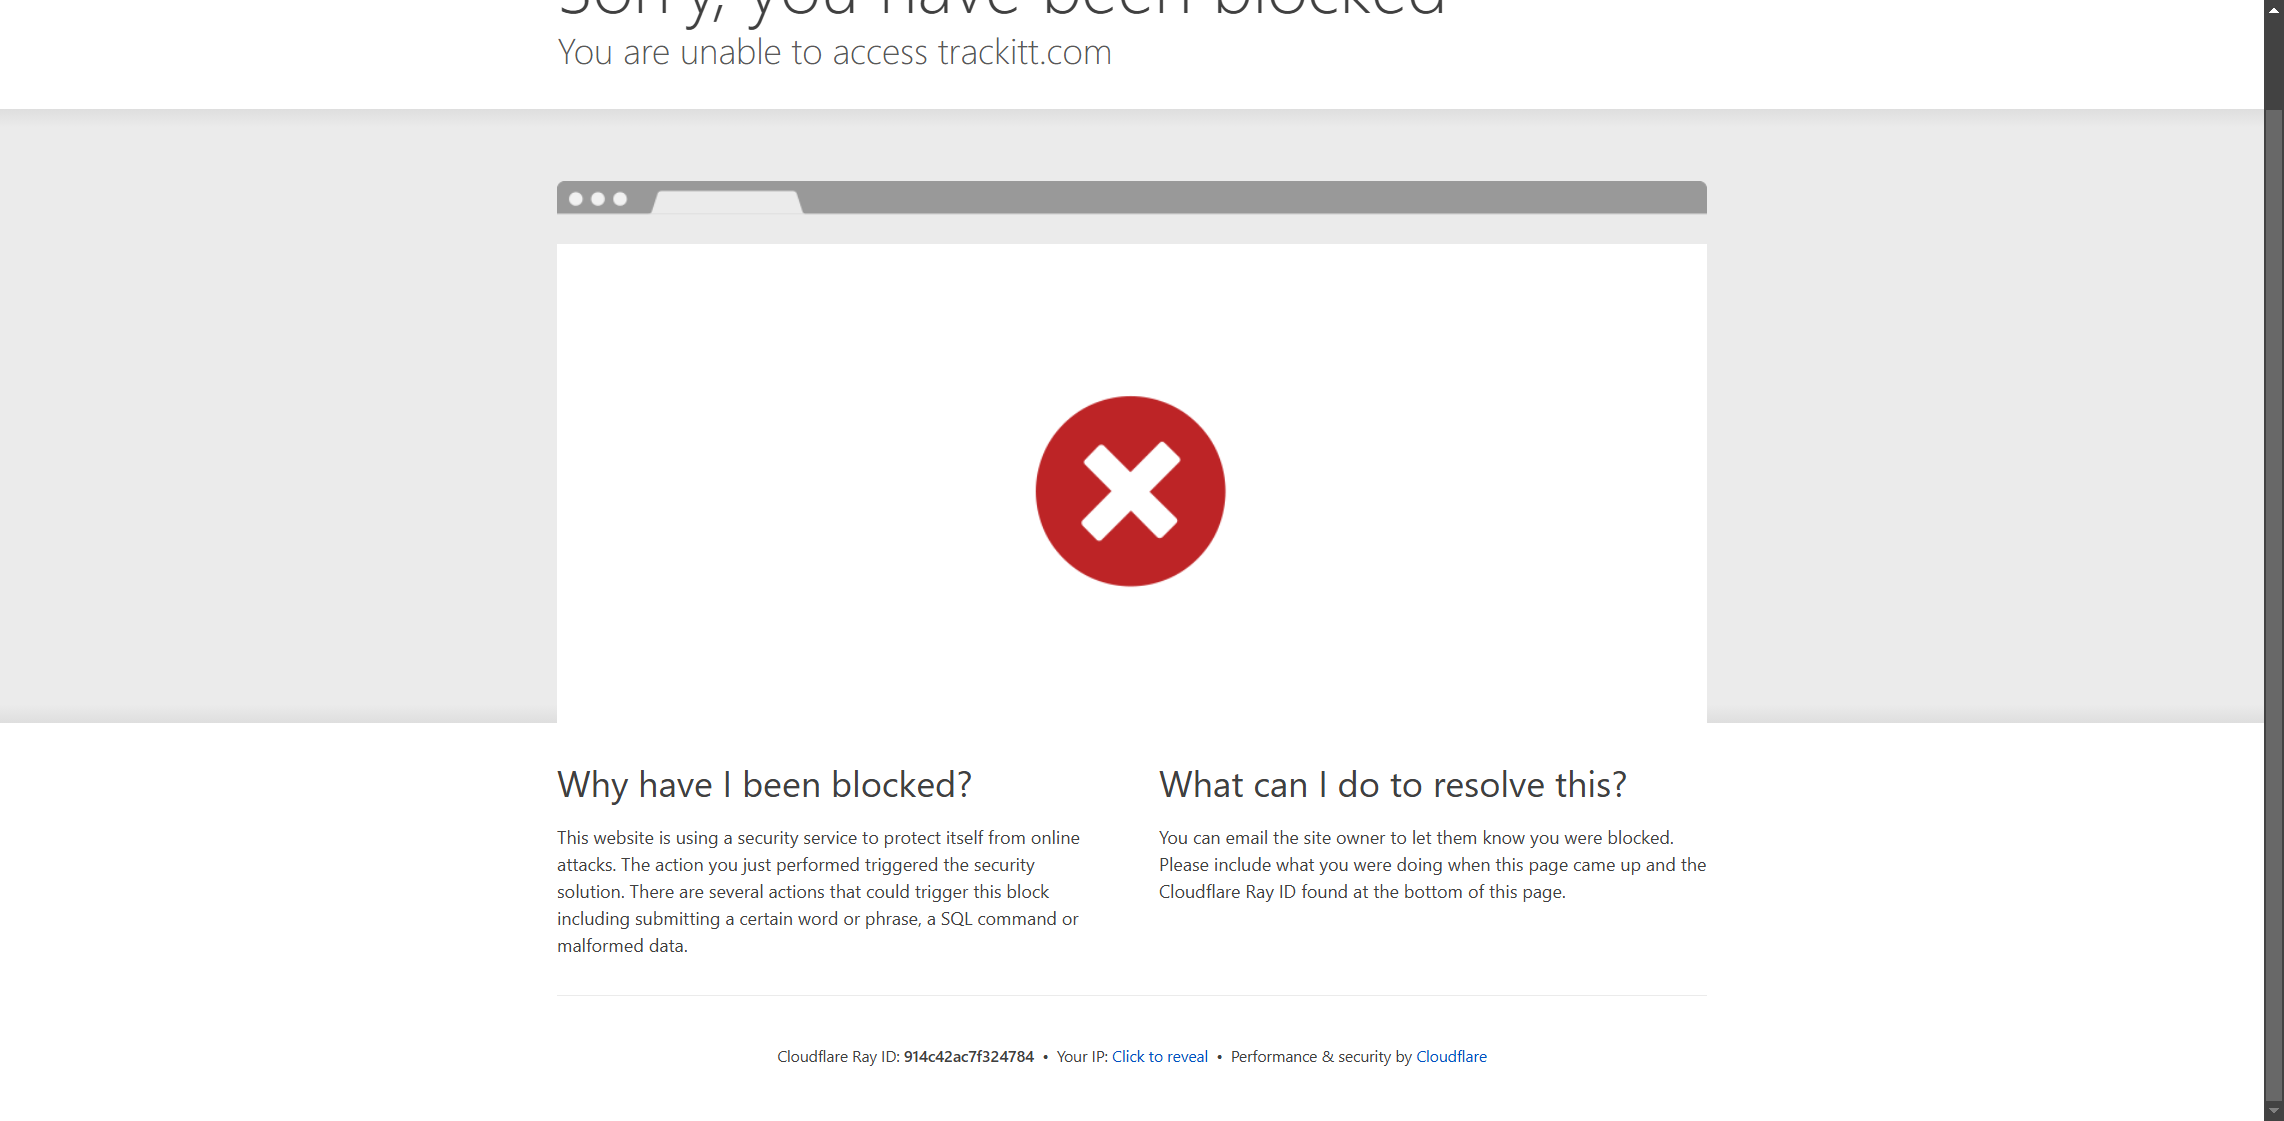 Sorry, you have been blocked
You are unable to access trackitt.com
Why have I been blocked?
This website is using a security service to protect itself from online
attacks. The action you just performed triggered the security
solution. There are several actions that could trigger this block
including submitting a certain word or phrase, a SQL command or
malformed data.
What can I do to resolve this?
You can email the site owner to let them know you were blocked.
Please include what you were doing when this page came up and the
Cloudflare Ray ID found at the bottom of this page.
Cloudflare Ray ID: 914c42ac7f324784 • Your IP: Click to reveal • Performance & security by Cloudflare